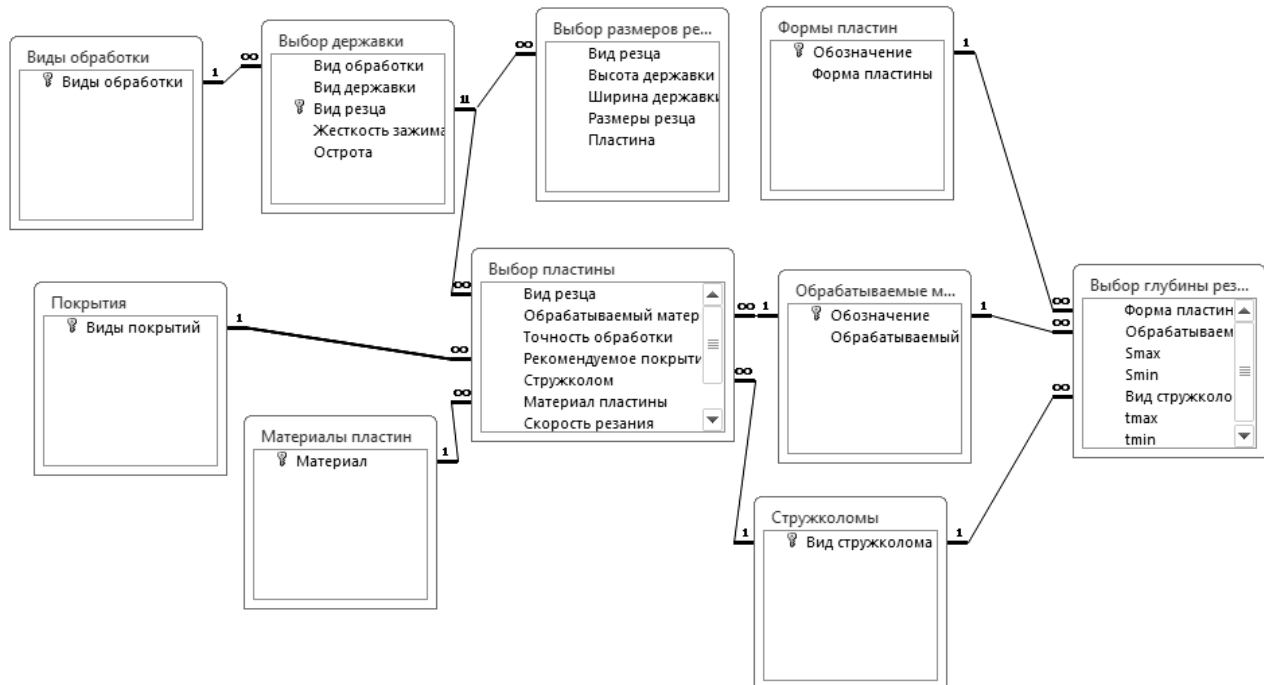 Виды обработки
Виды обработки
1
∞
Выбор державки
Вид обработки
Вид державки
Вид резца
Жесткость зажима
Острота
11
∞
Выбор размеров ре...
Вид резца
Высота державки
Ширина державки
Размеры резца
Пластина
Формы пластин
Обозначение
Форма пластины
1
Покрытия
Виды покрытий
1
∞
Материалы пластин
Материал
1
∞
Выбор пластины
∞
Вид резца
Обрабатываемый матер
Точность обработки
Рекомендуемое покрыти
Стружколом
Материал пластины
Скорость резания
∞
1
∞
Обрабатываемые м...
Обозначение
Обрабатываемый
1
Стружколомы
Вид стружколома
1
1
Выбор глубины рез...
∞
Форма пластин
∞
Обрабатываем
Smax
Smin
∞
Вид стружколо
tmax
tmin